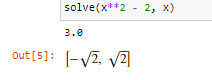 solve(x**2 - 2, x)
3.0
Out[5]: [-√2, √2]